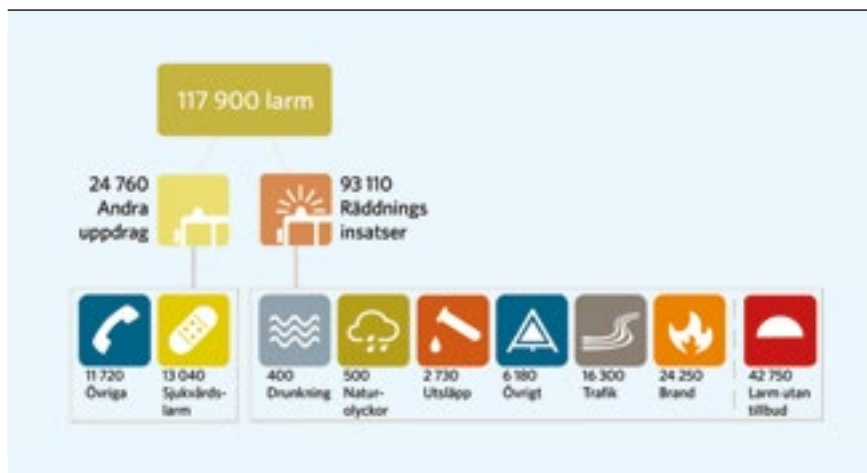 117 900 larm
24 760
Andra
uppdrag
93 110
Räddnings
insatser
11 720
Övriga
13 040
Sjukvårds-
larm
400
Drunkning
500
Natur-
olyckor
2 730
Utsläpp
6 180
Övrigt
16 300
Trafik
24 250
Brand
42 750
Larm utan
tillbud